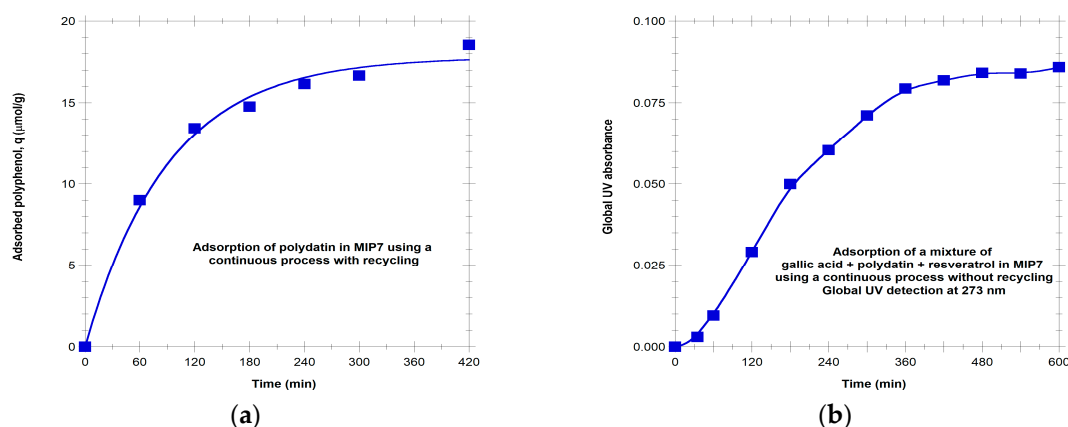 20
15
10
5
0
0 60 120 180 240 300 360 420
Adsorbed polyphenol, q (μmol/g)
Time (min)
Adsorption of polydatin in MIP7 using a
continuous process with recycling
(a)
0.100
0.075
0.050
0.025
0.000
0 120 240 360 480 600
Global UV absorbance
Time (min)
Adsorption of a mixture of
gallic acid + polydatin + resveratrol in MIP7
using a continuous process without recycling
Global UV detection at 273 nm
(b)